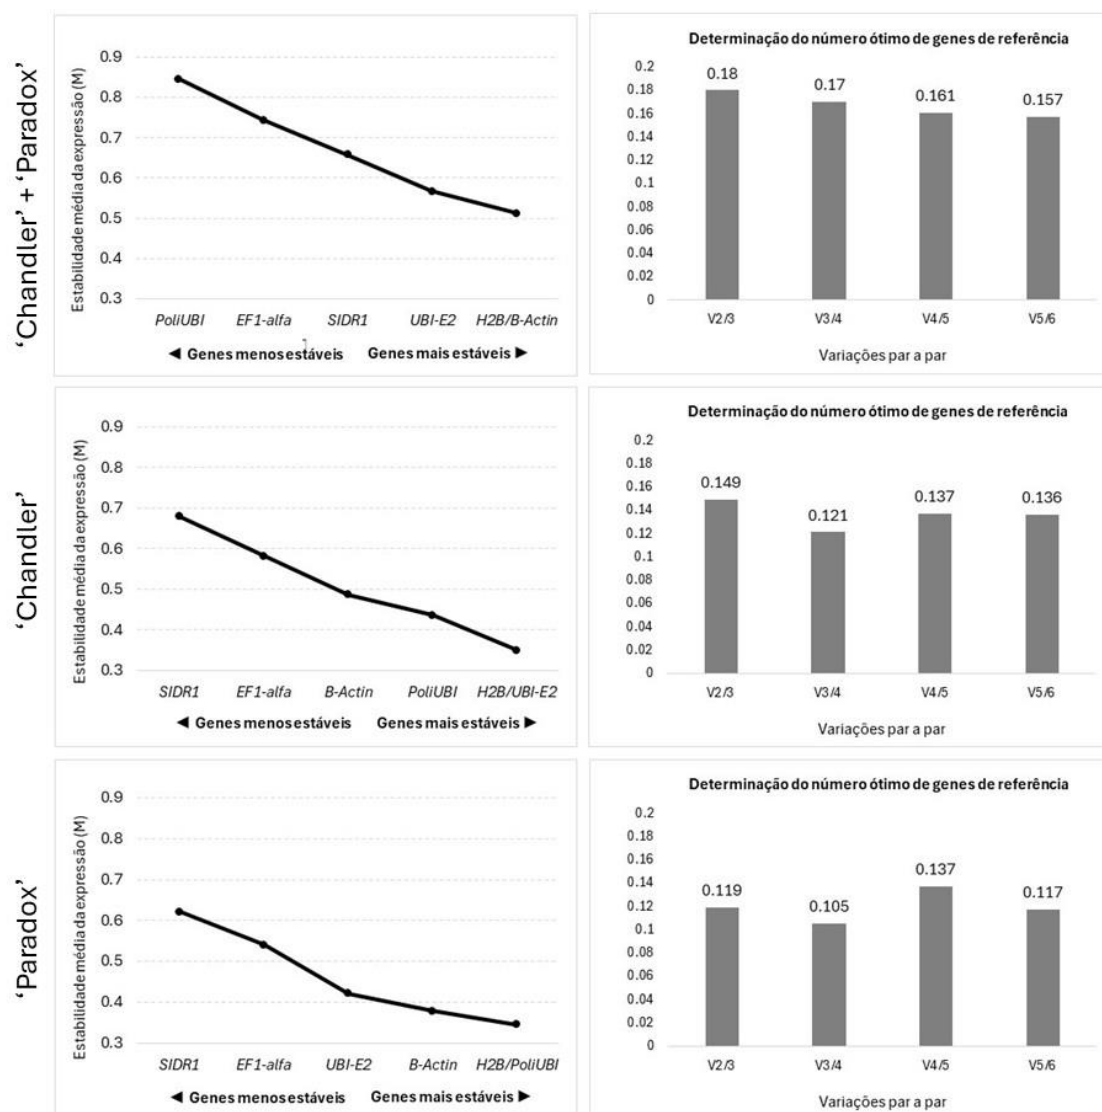 ‘Chandler’ + ‘Paradox’
Estabilidade média da expressão (M)
0.9
0.8
0.7
0.6
0.5
0.4
0.3
PoliUBI EF1-alfa SIDR1 UBI-E2 H2B/B-Actin
◄ Genes menos estáveis Genes mais estáveis ►
Determinação do número ótimo de genes de referência
0.2
0.18
0.16
0.14
0.12
0.1
0.08
0.06
0.04
0.02
0
0.18 0.17 0.161 0.157
V2/3 V3/4 V4/5 V5/6
Variações par a par
‘Chandler’
Estabilidade média da expressão (M)
0.9
0.8
0.7
0.6
0.5
0.4
0.3
SIDR1 EF1-alfa B-Actin PoliUBI H2B/UBI-E2
◄ Genes menos estáveis Genes mais estáveis ►
Determinação do número ótimo de genes de referência
0.2
0.18
0.16
0.14
0.12
0.1
0.08
0.06
0.04
0.02
0
0.149 0.121 0.137 0.136
V2/3 V3/4 V4/5 V5/6
Variações par a par
‘Paradox’
Estabilidade média da expressão (M)
0.9
0.8
0.7
0.6
0.5
0.4
0.3
SIDR1 EF1-alfa UBI-E2 B-Actin H2B/PoliUBI
◄ Genes menos estáveis Genes mais estáveis ►
Determinação do número ótimo de genes de referência
0.2
0.18
0.16
0.14
0.12
0.1
0.08
0.06
0.04
0.02
0
0.119 0.105 0.137 0.117
V2/3 V3/4 V4/5 V5/6
Variações par a par